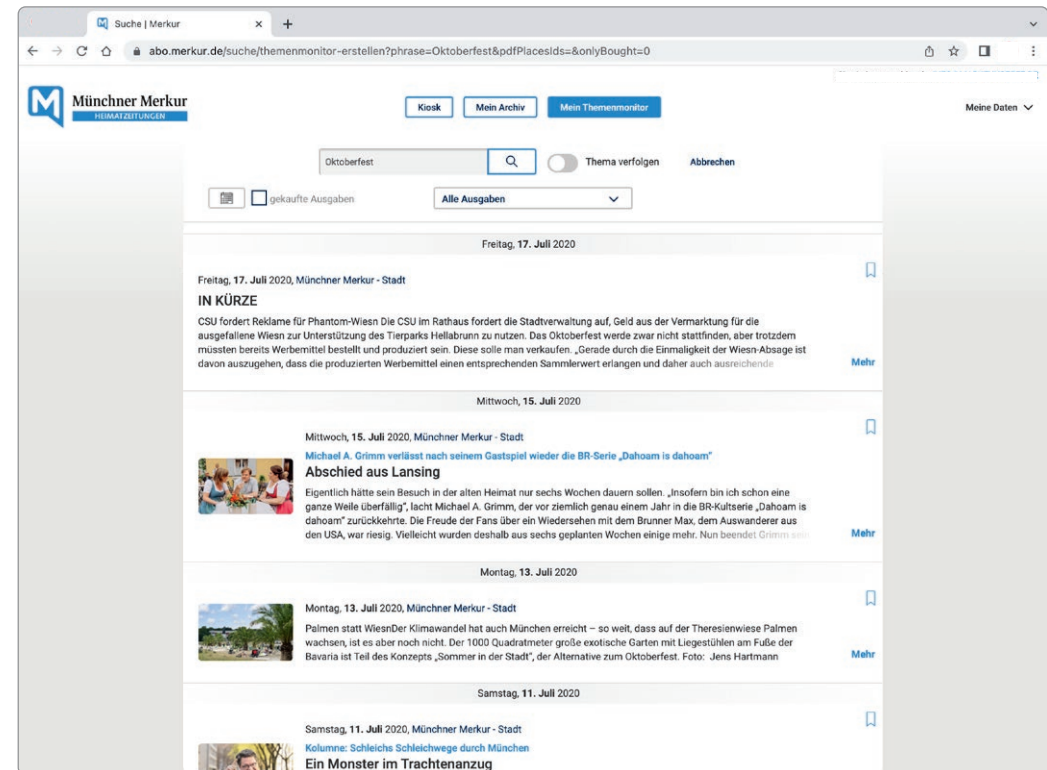 Suche | Merkur
abo.merkur.de/suche/themenmonitor-erstellen?phrase=Oktoberfest&pdfPlacesIds=&onlyBought=0
Münchner Merkur
HEIMATZEITUNGEN
Kiosk Mein Archiv Mein Themenmonitor
Meine Daten
Oktoberfest Thema verfolgen Abbrechen
gekaufte Ausgaben Alle Ausgaben
Freitag, 17. Juli 2020
Freitag, 17. Juli 2020, Münchner Merkur - Stadt
IN KÜRZE
CSU fordert Reklame für Phantom-Wiesn Die CSU im Rathaus fordert die Stadtverwaltung auf, Geld aus der Vermarktung für die
ausgefallene Wiesn zur Unterstützung des Tierparks Hellabrunn zu nutzen. Das Oktoberfest werde zwar nicht stattfinden, aber trotzdem
müssten bereits Werbemittel bestellt und produziert sein. Diese solle man verkaufen. „Gerade durch die Einmaligkeit der Wiesn-Absage ist
davon auszugehen, dass die produzierten Werbemittel einen entsprechenden Sammlerwert erlangen und daher auch ausreichende
Mehr
Mittwoch, 15. Juli 2020
Mittwoch, 15. Juli 2020, Münchner Merkur - Stadt
Michael A. Grimm verlässt nach seinem Gastspiel wieder die BR-Serie „Dahoam is dahoam“
Abschied aus Lansing
Eigentlich hätte sein Besuch in der alten Heimat nur sechs Wochen dauern sollen. „Insofern bin ich schon eine
ganze Weile überfällig“, lacht Michael A. Grimm, der vor ziemlich genau einem Jahr in die BR-Kultserie „Dahoam is
dahoam“ zurückkehrte. Die Freude der Fans über ein Wiedersehen mit dem Brunner Max, dem Auswanderer aus
den USA, war riesig. Vielleicht wurden deshalb aus sechs geplanten Wochen einige mehr. Nun beendet Grimm
Mehr
Montag, 13. Juli 2020
Montag, 13. Juli 2020, Münchner Merkur - Stadt
Palmen statt WiesnDer Klimawandel hat auch München erreicht – so weit, dass auf der Theresienwiese Palmen
wachsen, ist es aber noch nicht. Der 1000 Quadratmeter große exotische Garten mit Liegestühlen am Fuße der
Bavaria ist Teil des Konzepts „Sommer in der Stadt“, der Alternative zum Oktoberfest. Foto: Jens Hartmann
Mehr
Samstag, 11. Juli 2020
Samstag, 11. Juli 2020, Münchner Merkur - Stadt
Kolumne: Schleichs Schleichwege durch München
Ein Monster im Trachtenanzug